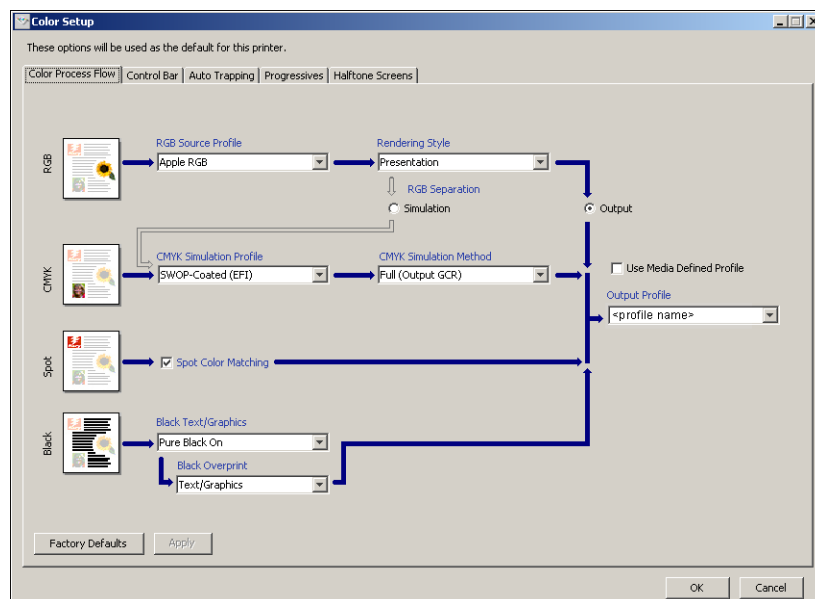 Color Setup
These options will be used as the default for this printer.
Color Process Flow
Control Bar
Auto Trapping
Progressives
Halftone Screens
RGB
RGB Source Profile
Apple RGB
Rendering Style
Presentation
RGB Separation
Simulation
Output
CMYK
CMYK Simulation Profile
SWOP-Coated (EFI)
CMYK Simulation Method
Full (Output GCR)
Use Media Defined Profile
Output Profile
<profile name>
Spot
Spot Color Matching
Black
Black Text/Graphics
Pure Black On
Black Overprint
Text/Graphics
Factory Defaults
Apply
OK
Cancel